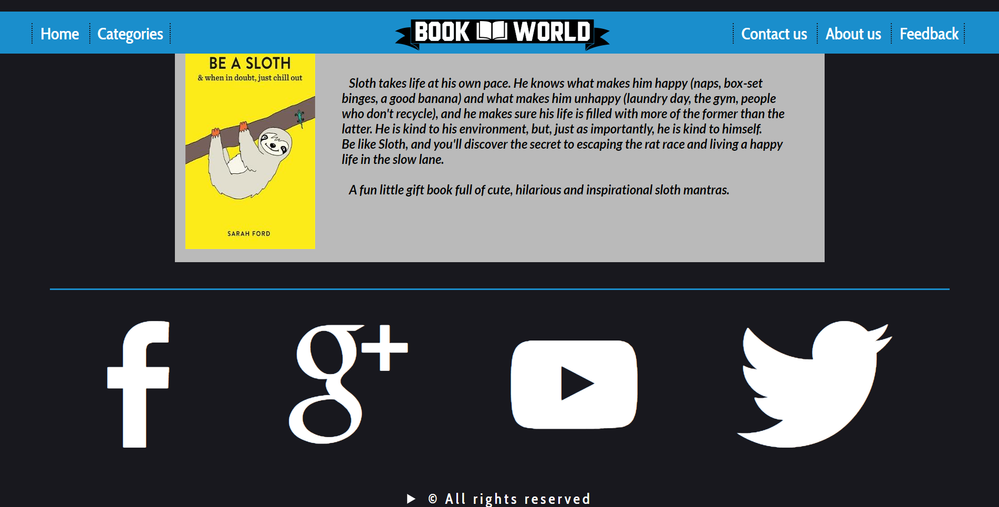 Home
Categories
BOOK WORLD
Contact us
About us
Feedback
BE A SLOTH
& when in doubt, just chill out
SARAH FORD
Sloth takes life at his own pace. He knows what makes him happy (naps, box-set
binges, a good banana) and what makes him unhappy (laundry day, the gym, people
who don't recycle), and he makes sure his life is filled with more of the former than the
latter. He is kind to his environment, but, just as importantly, he is kind to himself.
Be like Sloth, and you'll discover the secret to escaping the rat race and living a happy
life in the slow lane.
A fun little gift book full of cute, hilarious and inspirational sloth mantras.
f
g+
© All rights reserved